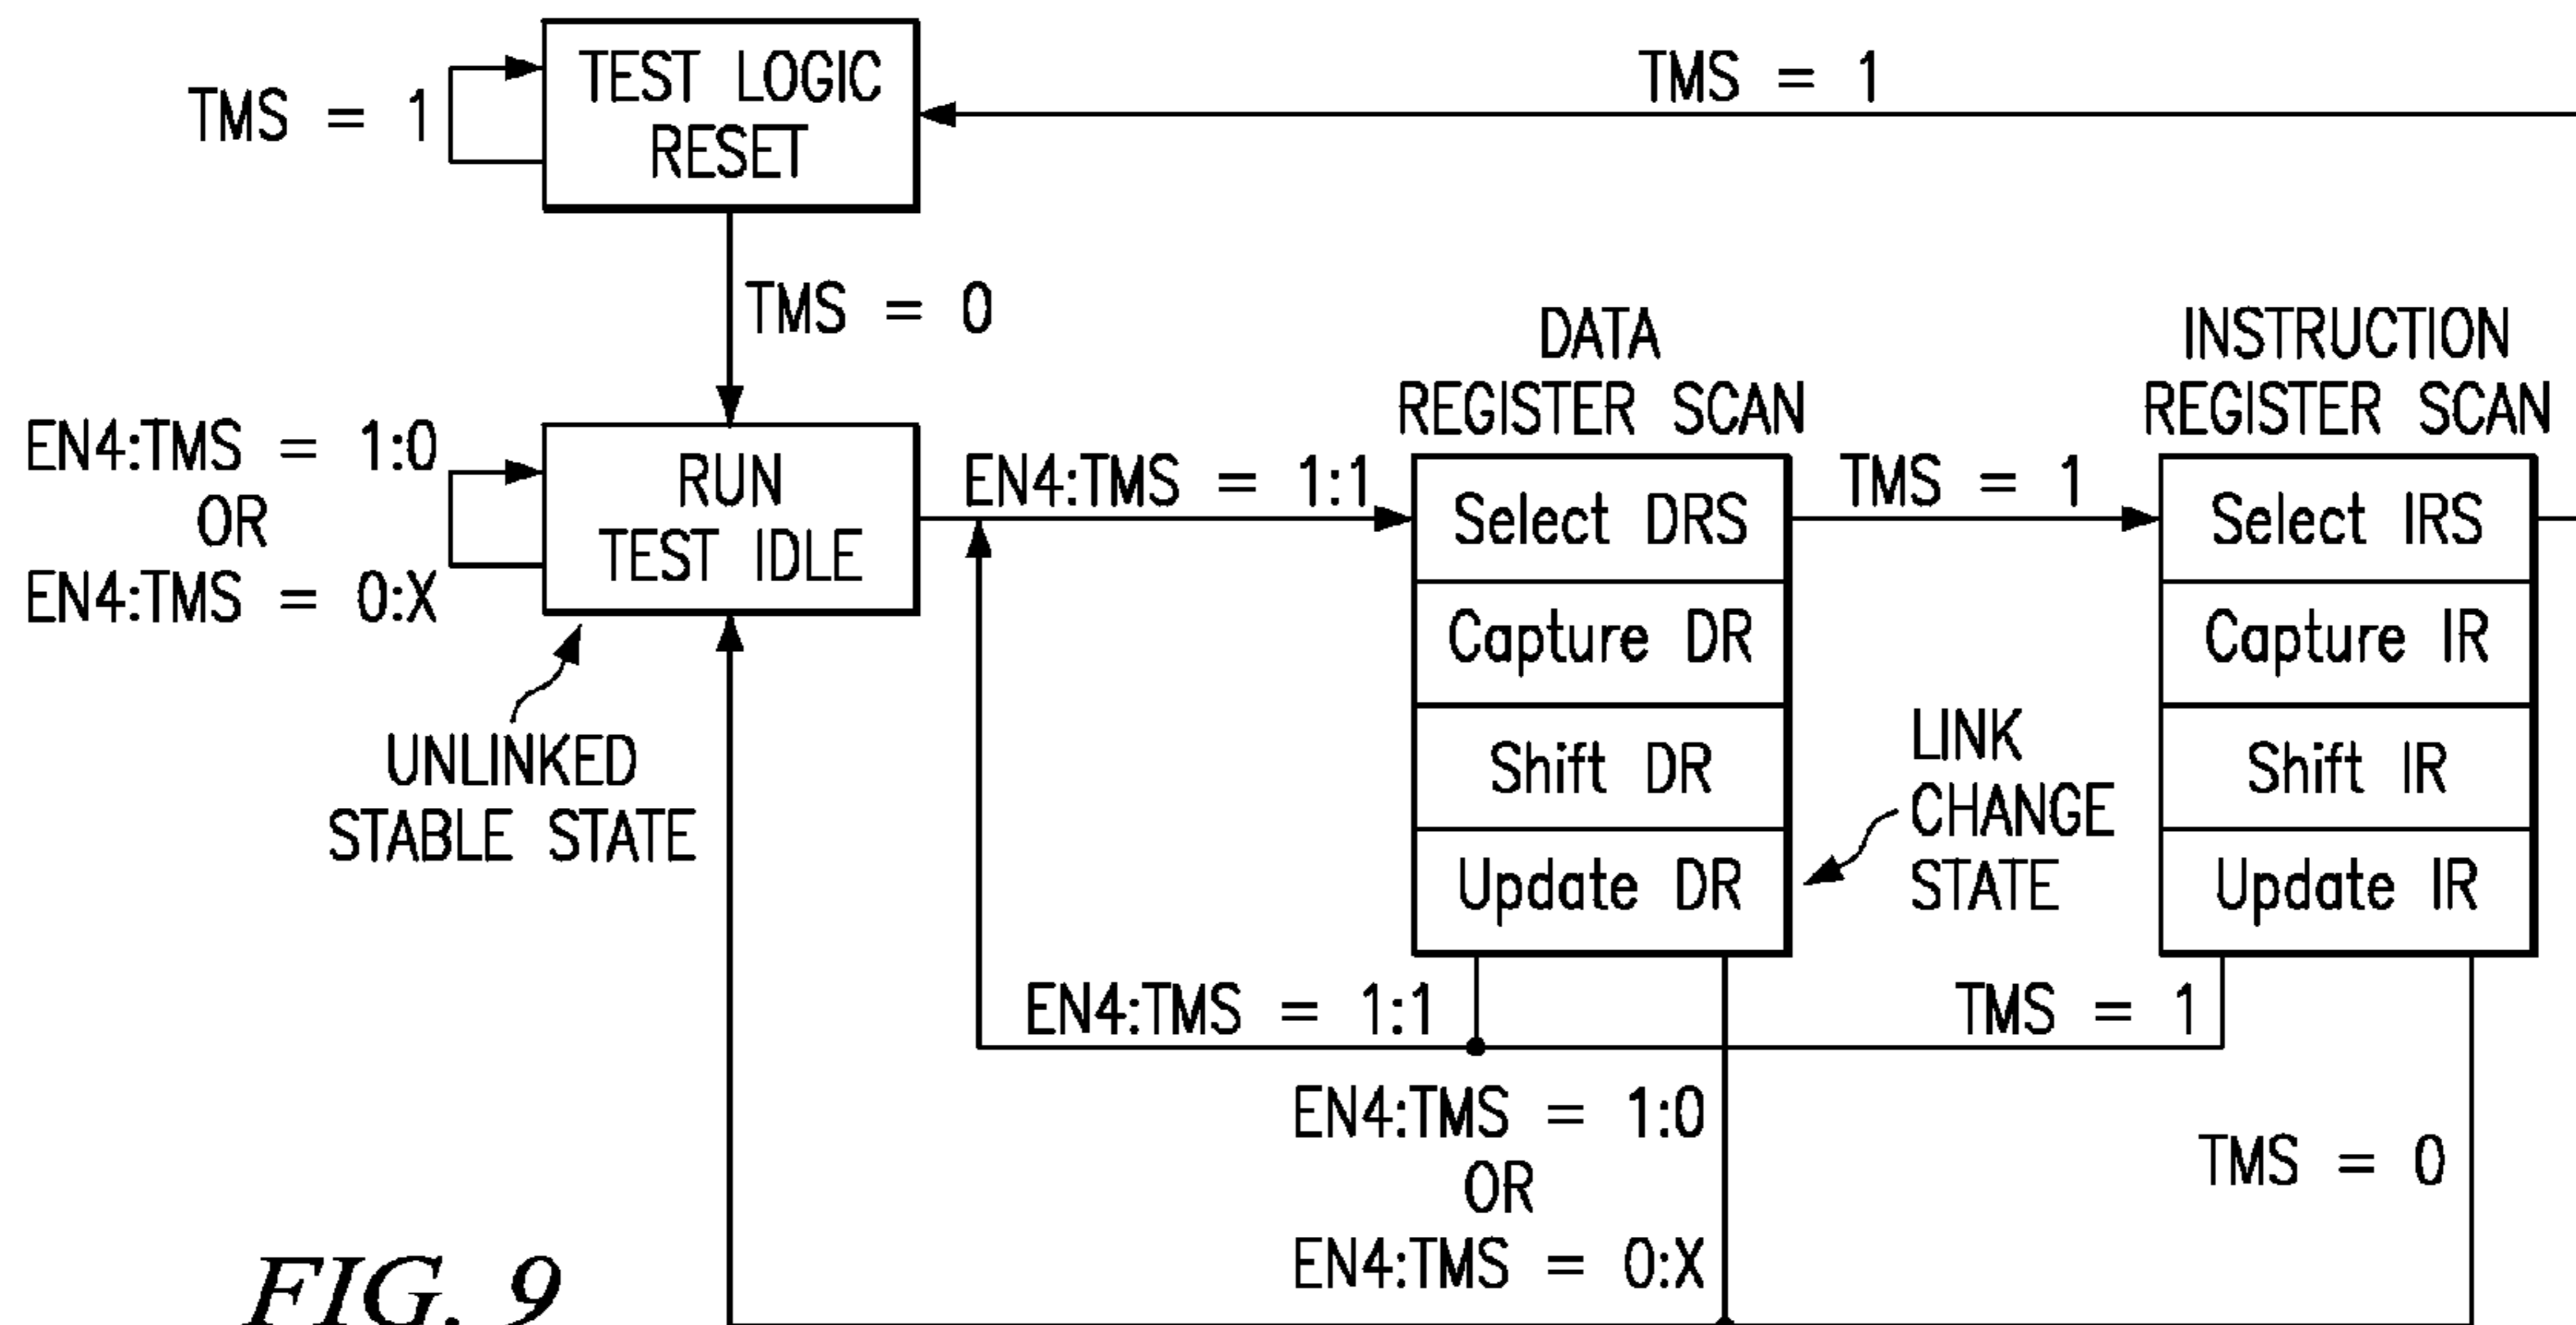 TEST LOGIC
RESET
TMS = 1
TMS = 1
TMS = 0
DATA
REGISTER SCAN
INSTRUCTION
REGISTER SCAN
EN4:TMS = 1:0
OR
EN4:TMS = 0:X
RUN
TEST IDLE
EN4:TMS = 1:1
Select DRS
Capture DR
Shift DR
Update DR
TMS = 1
Select IRS
Capture IR
Shift IR
Update IR
UNLINKED
STABLE STATE
LINK
CHANGE
STATE
EN4:TMS = 1:1
TMS = 1
EN4:TMS = 1:0
OR
EN4:TMS = 0:X
TMS = 0
FIG. 9